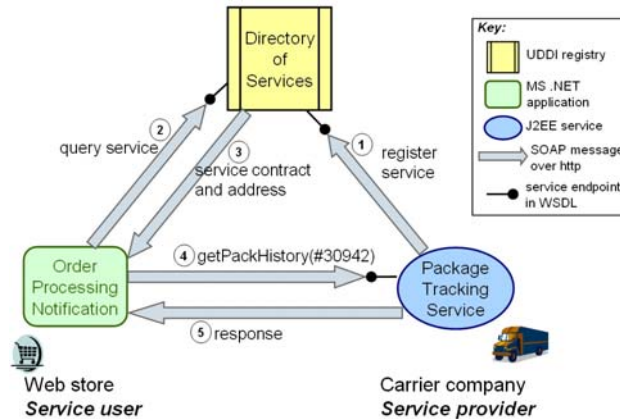 Directory
of
Services
Key:
UDDI registry
MS .NET
application
J2EE service
SOAP message
over http
service endpoint
in WSDL
2
query service
3
service contract
and address
1
register
service
4 getPackHistory(#30942)
Order
Processing
Notification
Package
Tracking
Service
5 response
Web store
Service user
Carrier company
Service provider